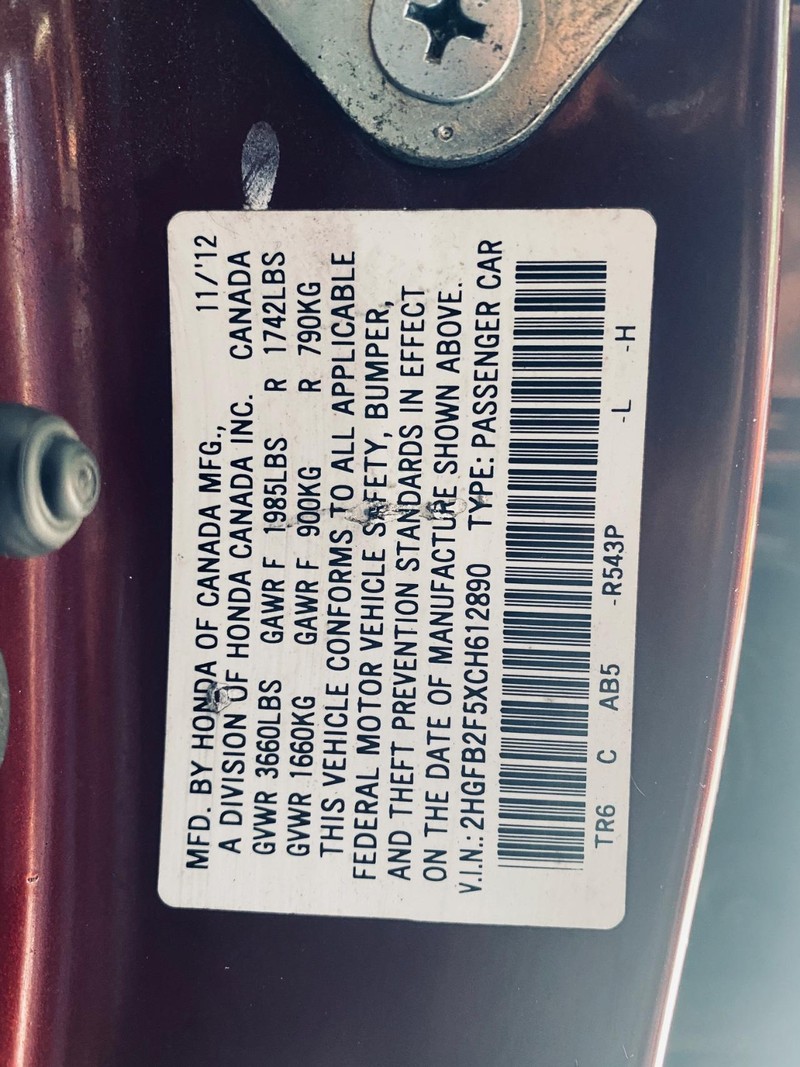 MFD. BY HONDA OF CANADA MFG., 11/'12
A DIVISION OF HONDA CANADA INC. CANADA
GVWR 3660LBS GAWR F 1985LBS R 1742LBS
GVWR 1660KG GAWR F 900KG R 790KG
THIS VEHICLE CONFORMS TO ALL APPLICABLE
FEDERAL MOTOR VEHICLE SAFETY, BUMPER,
AND THEFT PREVENTION STANDARDS IN EFFECT
ON THE DATE OF MANUFACTURE SHOWN ABOVE.
V.I.N.: 2HGFB2F5XCH612890 TYPE: PASSENGER CAR
TR6 C AB5 -R543P -L -H